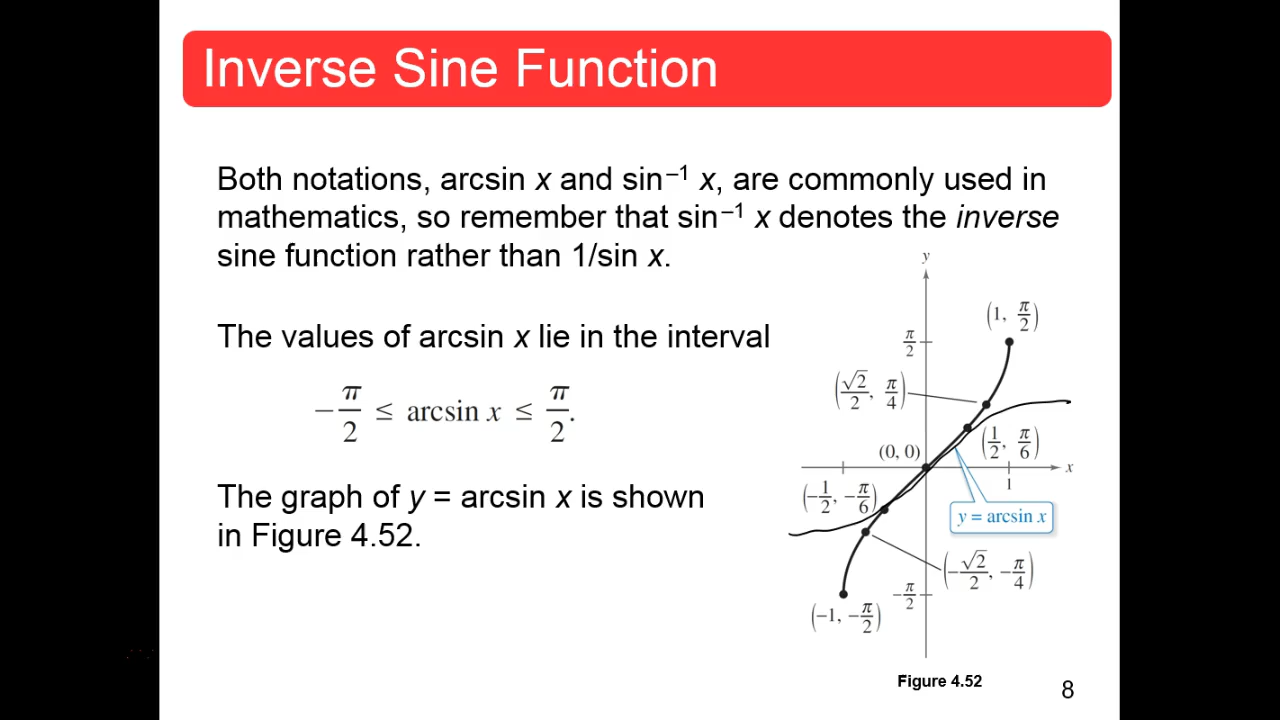 Inverse Sine Function
Both notations, arcsin x and sin⁻¹ x, are commonly used in
mathematics, so remember that sin⁻¹ x denotes the inverse
sine function rather than 1/sin x.
The values of arcsin x lie in the interval
−π/2 ≤ arcsin x ≤ π/2.
The graph of y = arcsin x is shown
in Figure 4.52.
y
(1, π/2)
π/2
(√2/2, π/4)
(0, 0)
(1/2, π/6)
x
1
(−1/2, −π/6)
y = arcsin x
(−√2/2, −π/4)
−π/2
(−1, −π/2)
Figure 4.52
8